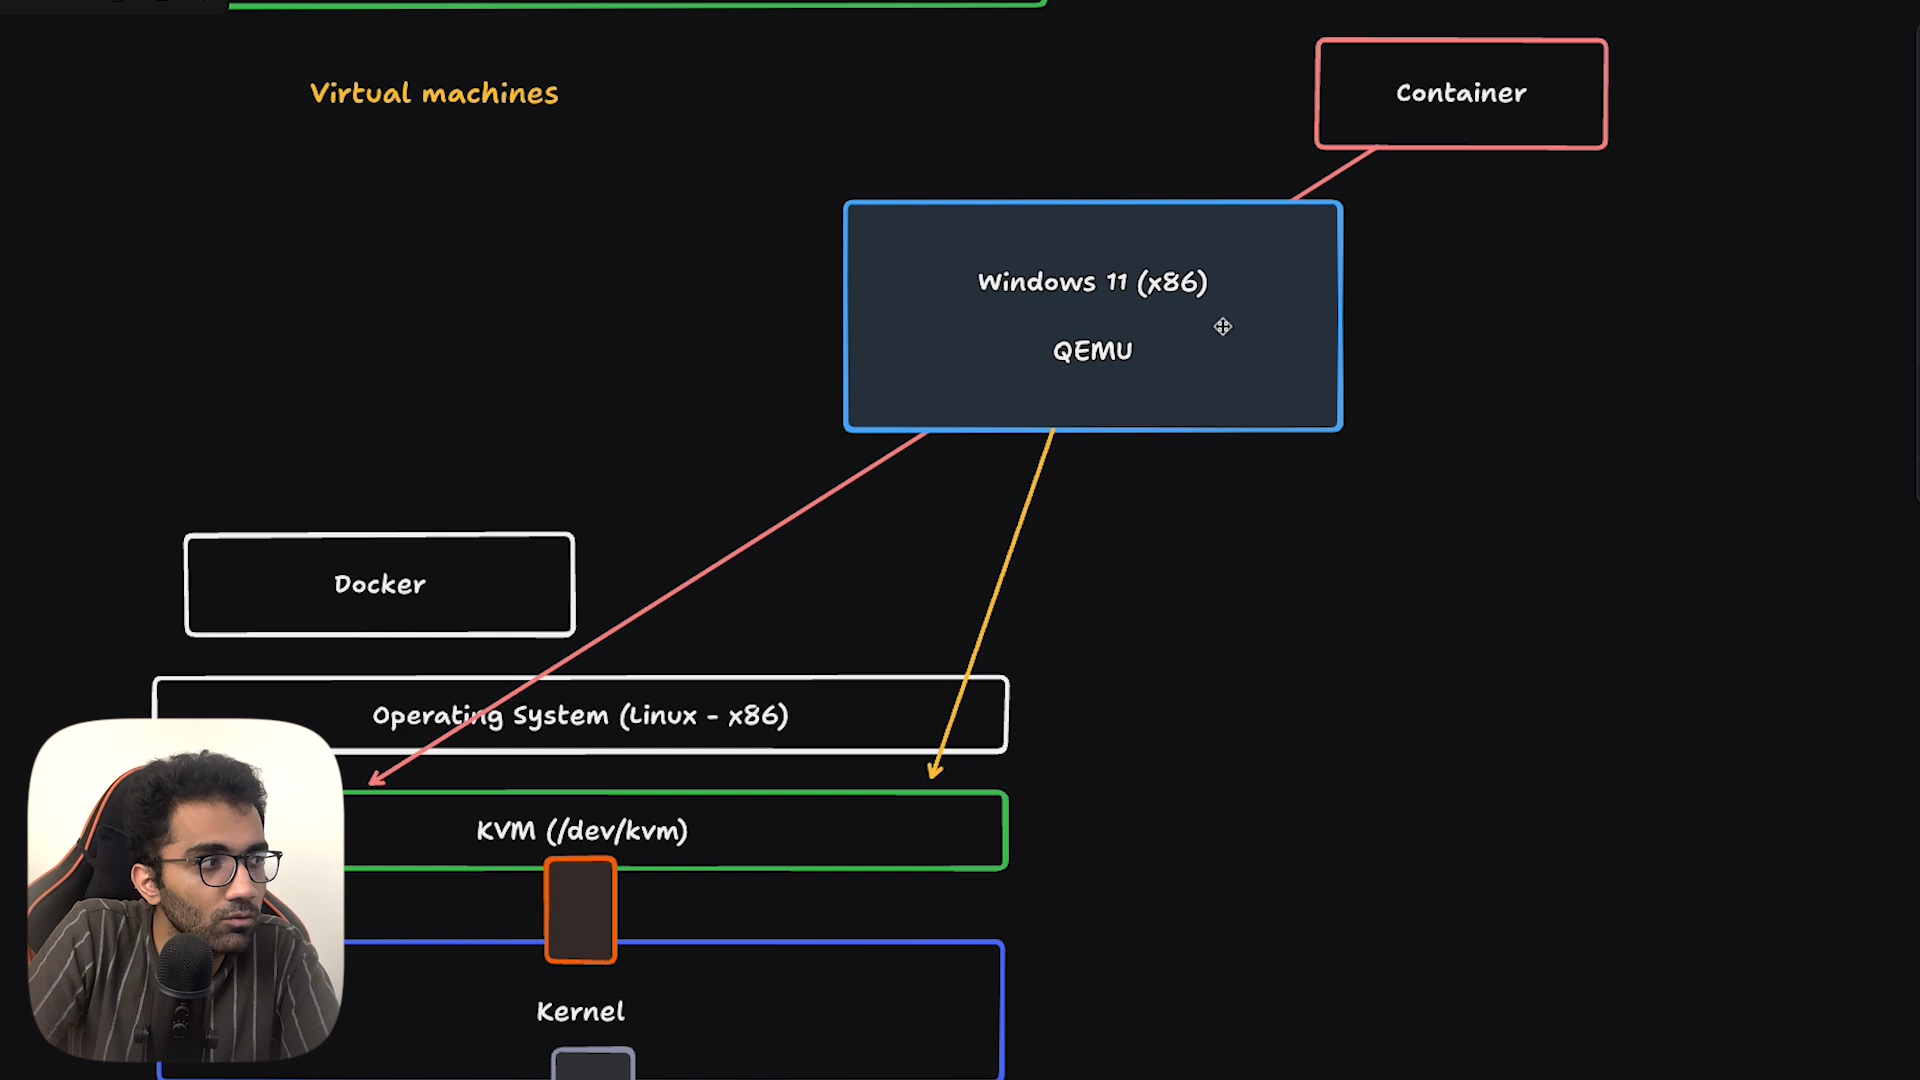 Virtual machines
Container
Windows 11 (x86)
QEMU
Docker
Operating System (Linux - x86)
KVM (/dev/kvm)
Kernel